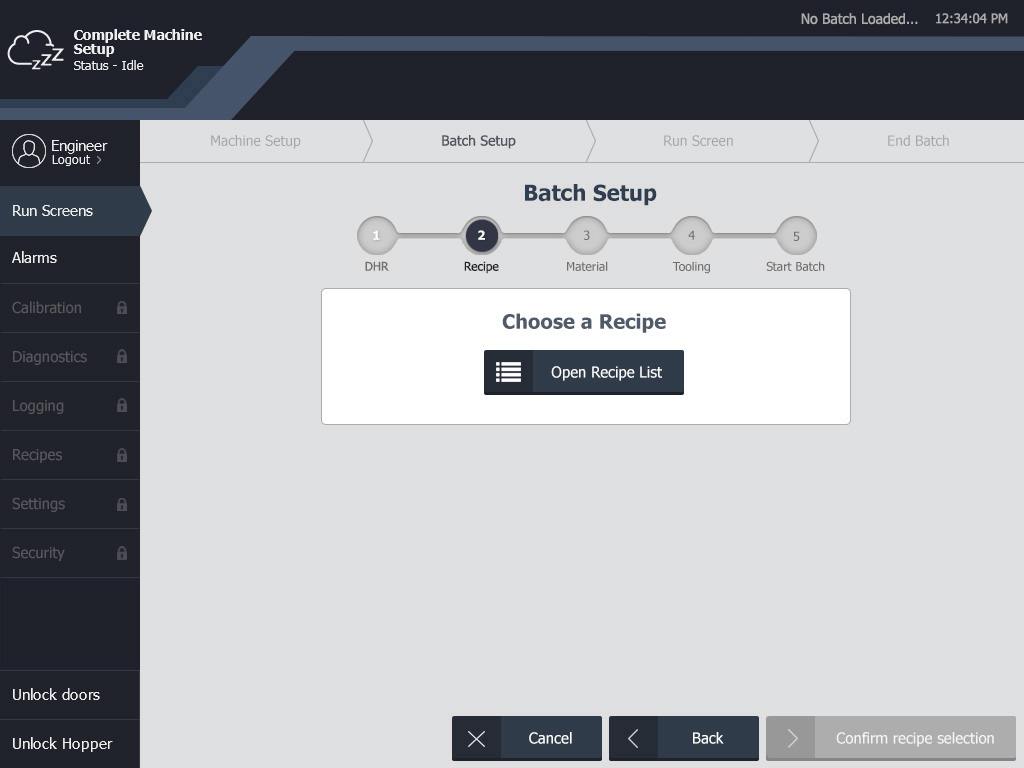 No Batch Loaded... 12:34:04 PM
Complete Machine
Setup
Status - Idle
zZZ
Engineer
Logout >
Machine Setup
Batch Setup
Run Screen
End Batch
Run Screens
Alarms
Calibration
Diagnostics
Logging
Recipes
Settings
Security
Unlock doors
Unlock Hopper
Batch Setup
1 2 3 4 5
DHR Recipe Material Tooling Start Batch
Choose a Recipe
Open Recipe List
Cancel
Back
Confirm recipe selection